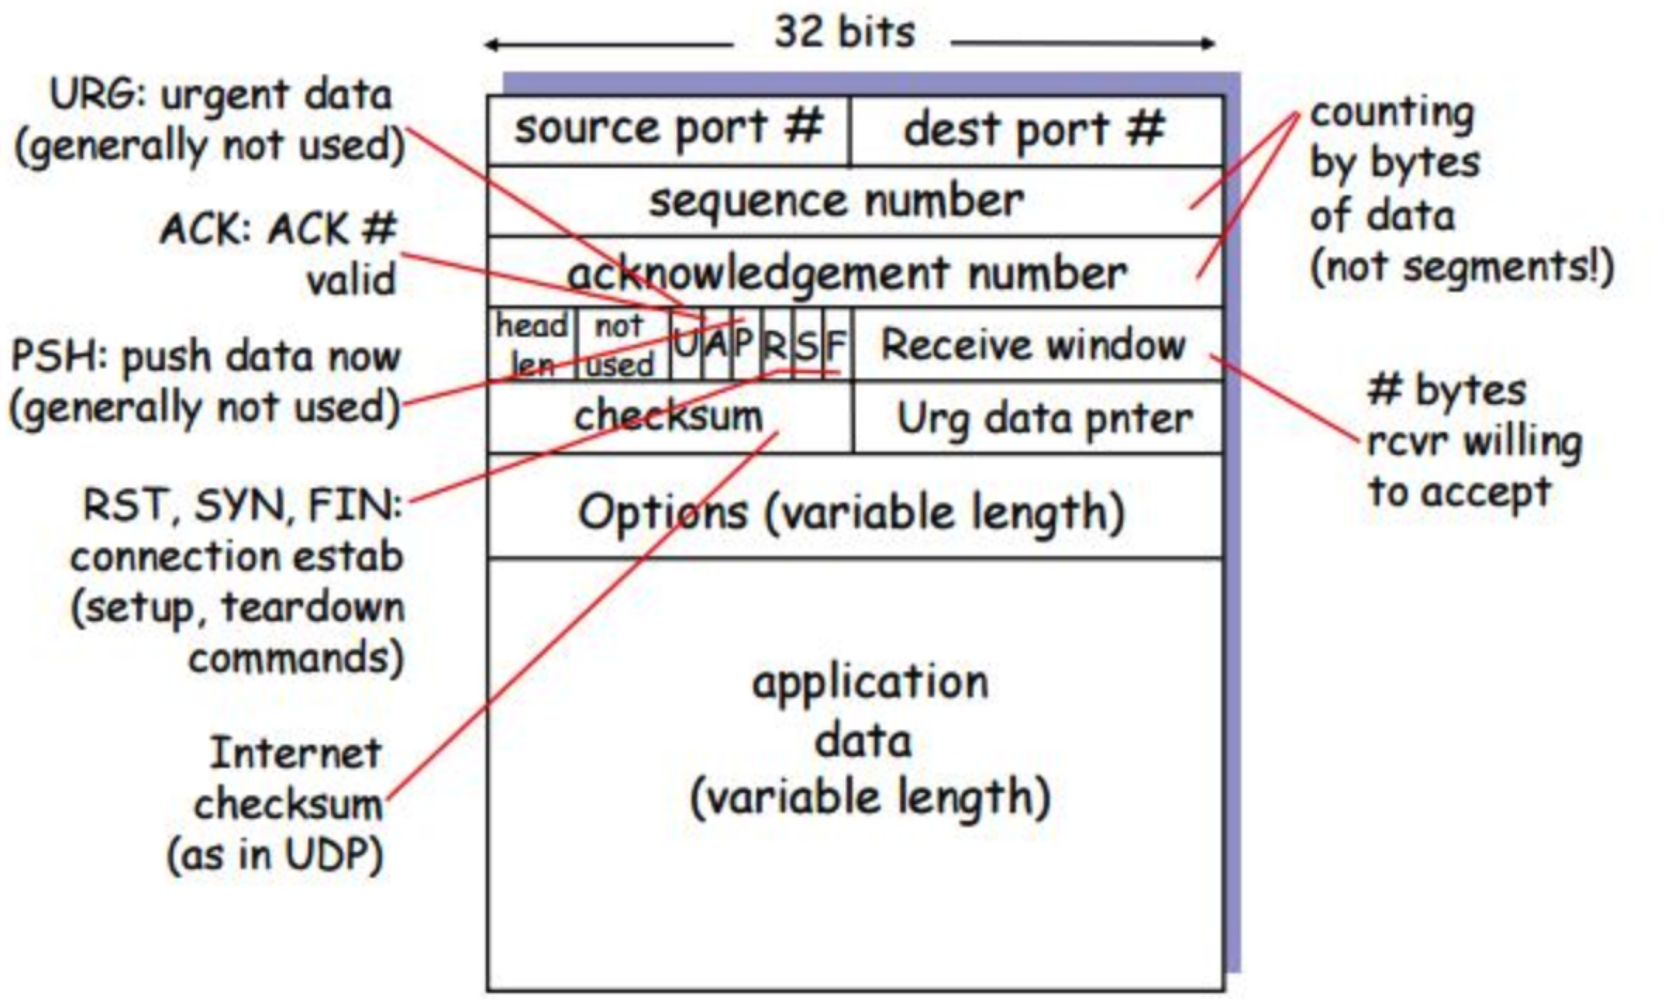 32 bits
URG: urgent data
(generally not used)
ACK: ACK #
valid
PSH: push data now
(generally not used)
RST, SYN, FIN:
connection estab
(setup, teardown
commands)
Internet
checksum
(as in UDP)
source port #
dest port #
sequence number
acknowledgement number
head
len
not
used
U
A
P
R
S
F
Receive window
checksum
Urg data pnter
Options (variable length)
application
data
(variable length)
counting
by bytes
of data
(not segments!)
# bytes
rcvr willing
to accept